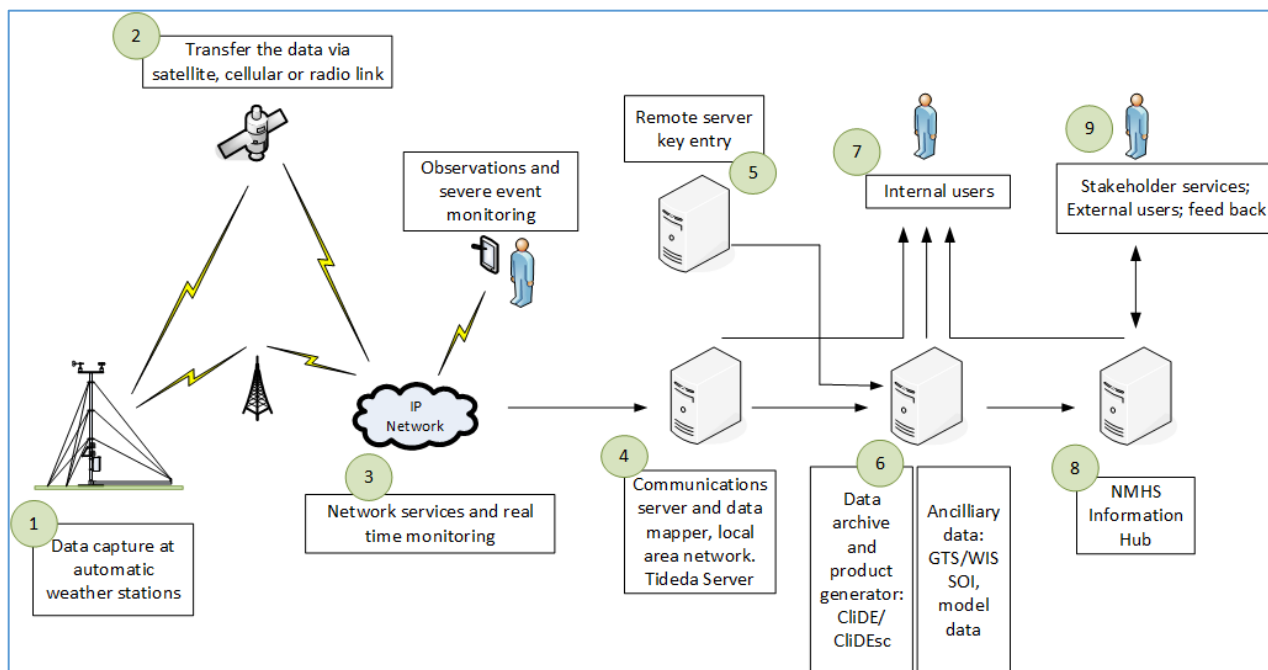 2
Transfer the data via
satellite, cellular or radio link
Observations and
severe event
monitoring
Remote server
key entry
5
7
Internal users
9
Stakeholder services;
External users; feed back
IP
Network
1
Data capture at
automatic
weather stations
3
Network services and real
time monitoring
4
Communications
server and data
mapper, local
area network.
Tideda Server
6
Data
archive
and
product
generator:
CliDE/
CliDEsc
Ancilliary
data:
GTS/WIS
SOI,
model
data
8
NMHS
Information
Hub